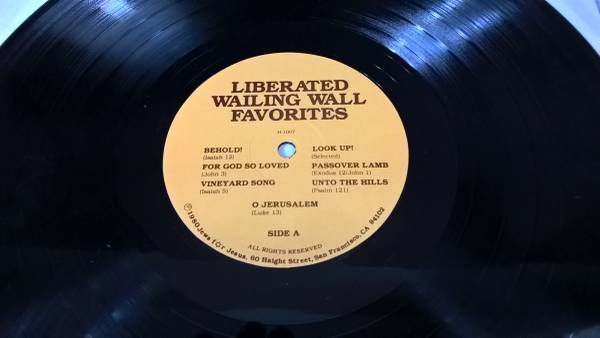 LIBERATED
WAILING WALL
FAVORITES
H-1007
BEHOLD!
(Isaiah 12)
FOR GOD SO LOVED
(John 3)
VINEYARD SONG
(Isaiah 5)
LOOK UP!
(Selected)
PASSOVER LAMB
(Exodus 12/John 1)
UNTO THE HILLS
(Psalm 121)
O JERUSALEM
(Luke 13)
SIDE A
ALL RIGHTS RESERVED
℗1980 Jews f✡r Jesus, 60 Haight Street, San Francisco, CA 94102